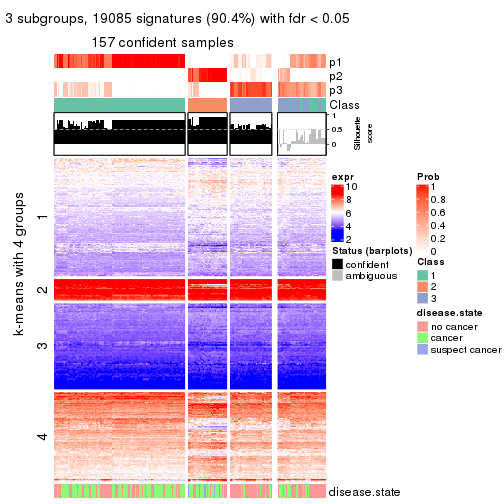 3 subgroups, 19085 signatures (90.4%) with fdr < 0.05
157 confident samples
p1
p2
p3
Class
1
0.5
0
Silhouette
score
k-means with 4 groups
1
2
3
4
disease.state
expr
10
8
6
4
2
Status (barplots)
confident
ambiguous
Prob
1
0.8
0.6
0.4
0.2
0
Class
1
2
3
disease.state
no cancer
cancer
suspect cancer